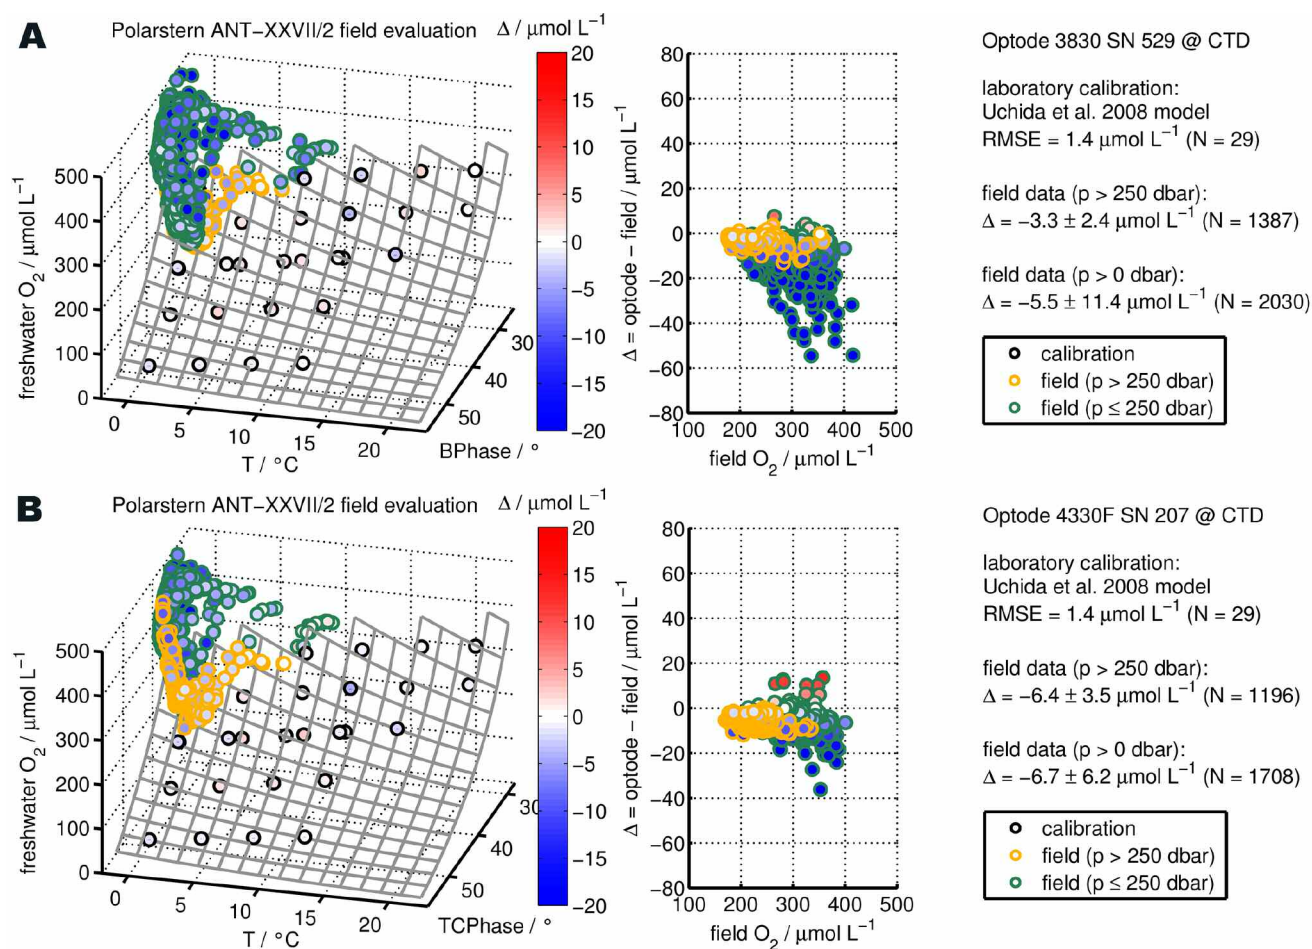 A
Polarstern ANT−XXVII/2 field evaluation
Δ / μmol L⁻¹
freshwater O₂ / μmol L⁻¹
500
400
300
200
100
0
0
5
10
15
20
T / °C
30
40
50
BPhase / °
20
15
10
5
0
−5
−10
−15
−20
Δ = optode − field / μmol L⁻¹
80
60
40
20
0
−20
−40
−60
−80
100
200
300
400
500
field O₂ / μmol L⁻¹
Optode 3830 SN 529 @ CTD
laboratory calibration:
Uchida et al. 2008 model
RMSE = 1.4 μmol L⁻¹ (N = 29)
field data (p > 250 dbar):
Δ = −3.3 ± 2.4 μmol L⁻¹ (N = 1387)
field data (p > 0 dbar):
Δ = −5.5 ± 11.4 μmol L⁻¹ (N = 2030)
calibration
field (p > 250 dbar)
field (p ≤ 250 dbar)
B
Polarstern ANT−XXVII/2 field evaluation
Δ / μmol L⁻¹
freshwater O₂ / μmol L⁻¹
500
400
300
200
100
0
0
5
10
15
20
T / °C
30
40
50
TCPhase / °
20
15
10
5
0
−5
−10
−15
−20
Δ = optode − field / μmol L⁻¹
80
60
40
20
0
−20
−40
−60
−80
100
200
300
400
500
field O₂ / μmol L⁻¹
Optode 4330F SN 207 @ CTD
laboratory calibration:
Uchida et al. 2008 model
RMSE = 1.4 μmol L⁻¹ (N = 29)
field data (p > 250 dbar):
Δ = −6.4 ± 3.5 μmol L⁻¹ (N = 1196)
field data (p > 0 dbar):
Δ = −6.7 ± 6.2 μmol L⁻¹ (N = 1708)
calibration
field (p > 250 dbar)
field (p ≤ 250 dbar)